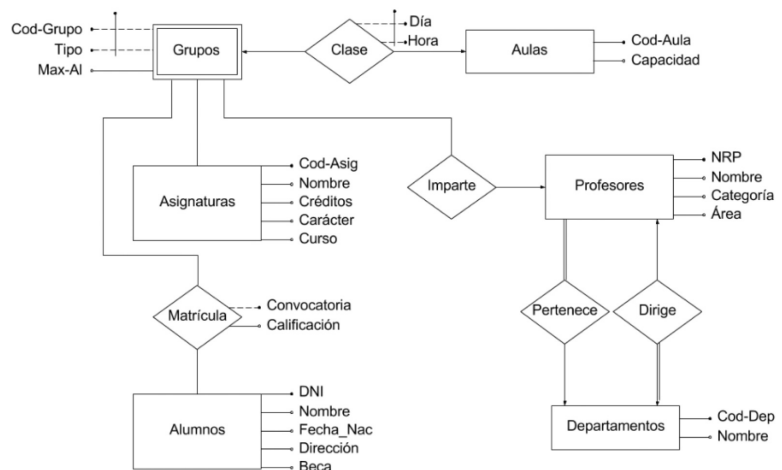 Cod-Grupo
Tipo
Max-Al
Grupos
Clase
Día
Hora
Aulas
Cod-Aula
Capacidad
Asignaturas
Cod-Asig
Nombre
Créditos
Carácter
Curso
Imparte
Profesores
NRP
Nombre
Categoría
Área
Matrícula
Convocatoria
Calificación
Pertenece
Dirige
Alumnos
DNI
Nombre
Fecha_Nac
Dirección
Beca
Departamentos
Cod-Dep
Nombre